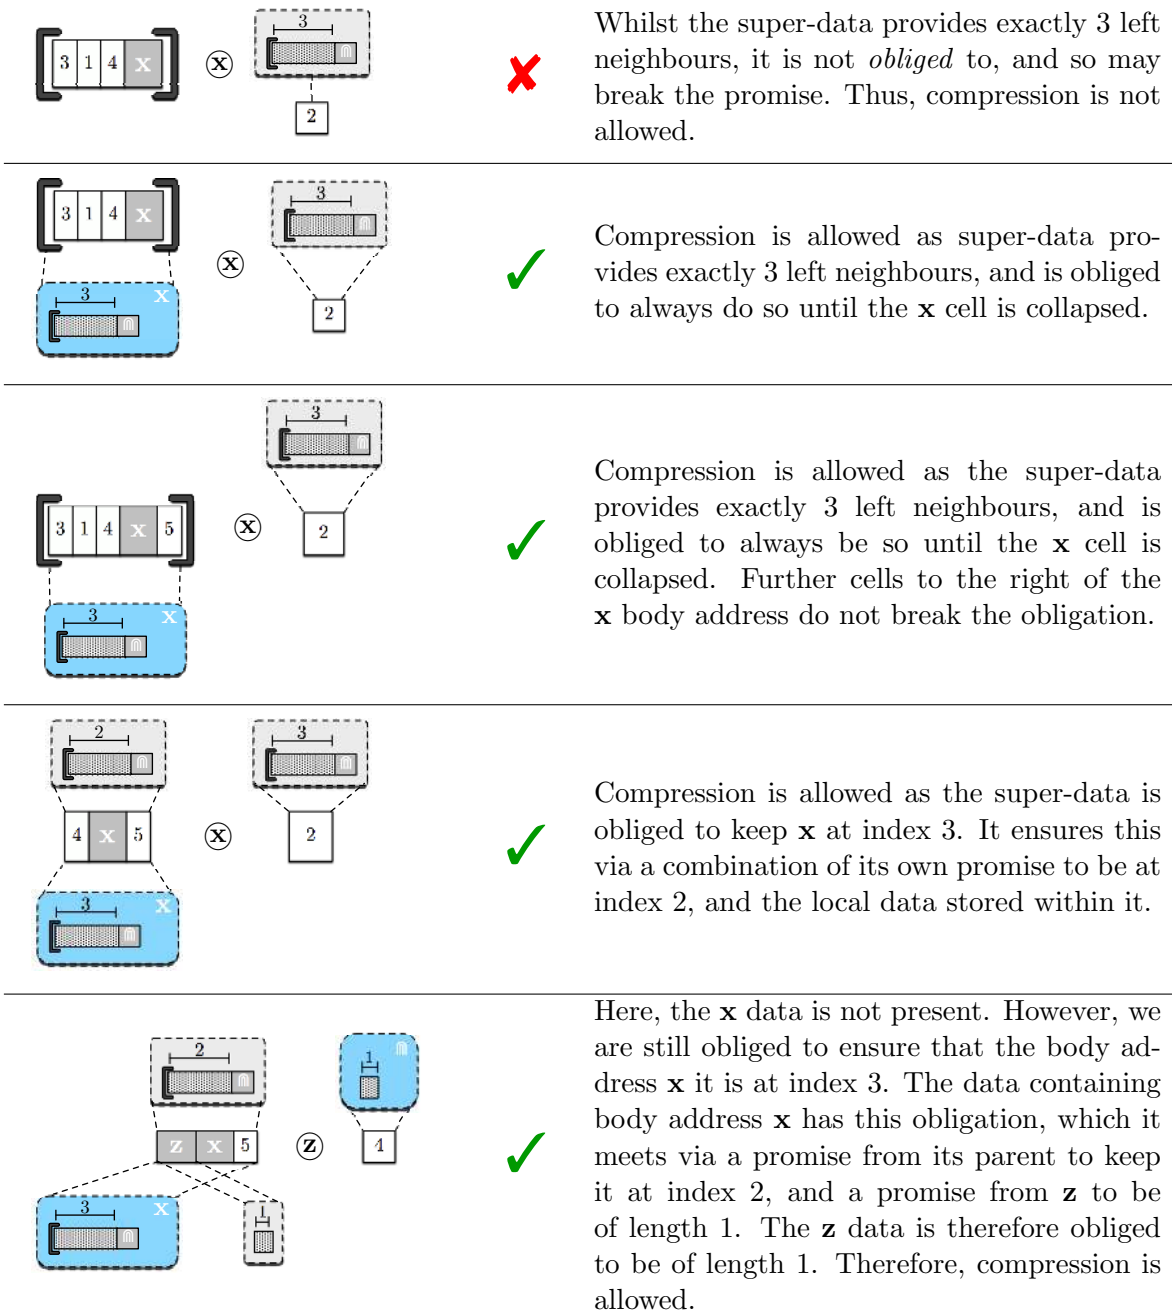 3
3 1 4 x
ⓧ
2
✘
Whilst the super-data provides exactly 3 left
neighbours, it is not obliged to, and so may
break the promise. Thus, compression is not
allowed.
3 1 4 x
3
ⓧ
3 x
2
✓
Compression is allowed as super-data pro-
vides exactly 3 left neighbours, and is obliged
to always do so until the x cell is collapsed.
3
3 1 4 x 5
ⓧ
2
3 x
✓
Compression is allowed as the super-data
provides exactly 3 left neighbours, and is
obliged to always be so until the x cell is
collapsed. Further cells to the right of the
x body address do not break the obligation.
2
3
4 x 5
ⓧ
2
3 x
✓
Compression is allowed as the super-data is
obliged to keep x at index 3. It ensures this
via a combination of its own promise to be at
index 2, and the local data stored within it.
2
1
z x 5
ⓩ
4
3 x
1
✓
Here, the x data is not present. However, we
are still obliged to ensure that the body ad-
dress x it is at index 3. The data containing
body address x has this obligation, which it
meets via a promise from its parent to keep
it at index 2, and a promise from z to be
of length 1. The z data is therefore obliged
to be of length 1. Therefore, compression is
allowed.